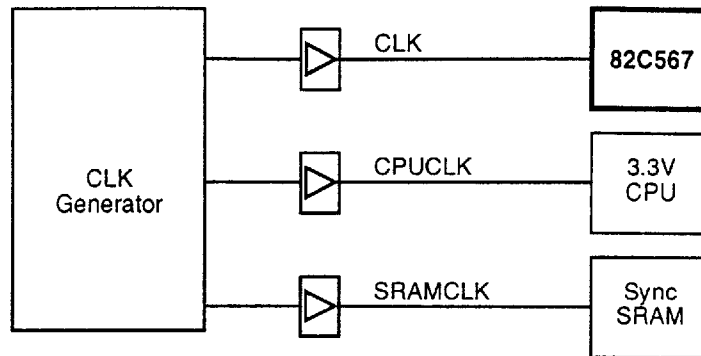 CLK
82C567
CLK
Generator
CPUCLK
3.3V
CPU
SRAMCLK
Sync
SRAM